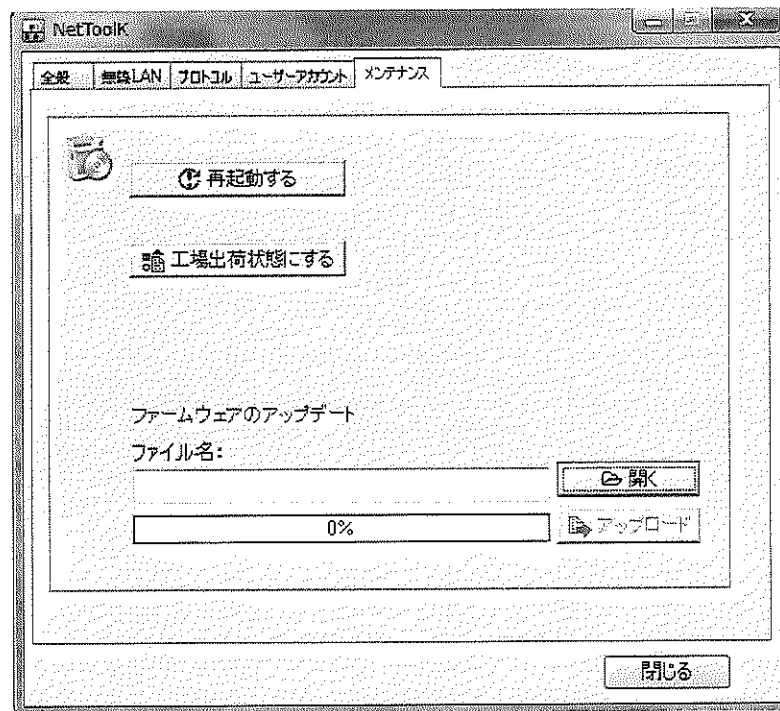 NetToolK
全般 無線LAN プロトコル ユーザーアカウント メンテナンス
再起動する
工場出荷状態にする
ファームウェアのアップデート
ファイル名:
開く
0%
アップロード
閉じる